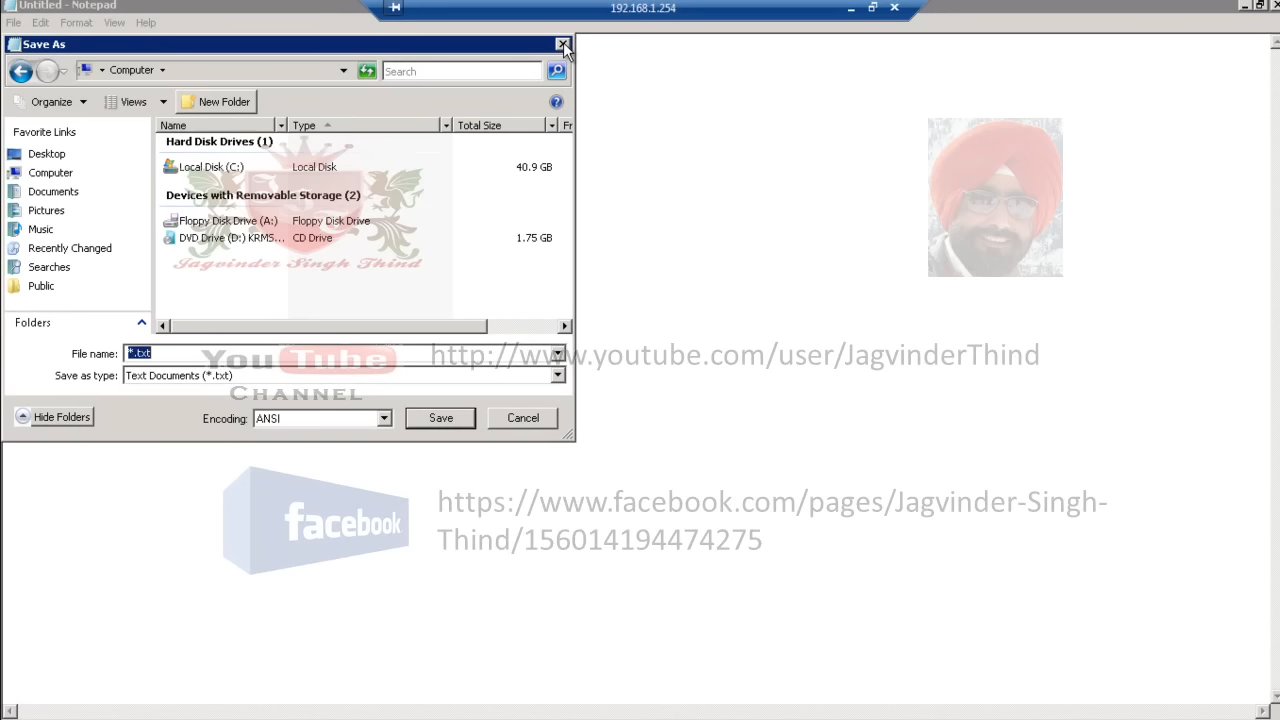 Untitled - Notepad
192.168.1.254
File Edit Format View Help
Save As
Computer
Search
Organize Views New Folder
Favorite Links
Desktop
Computer
Documents
Pictures
Music
Recently Changed
Searches
Public
Folders
Name Type Total Size Fr
Hard Disk Drives (1)
Local Disk (C:) Local Disk 40.9 GB
Devices with Removable Storage (2)
Floppy Disk Drive (A:) Floppy Disk Drive
DVD Drive (D:) KRMS... CD Drive 1.75 GB
Jagvinder Singh Thind
File name: *.txt
Save as type: Text Documents (*.txt)
YouTube
CHANNEL
http://www.youtube.com/user/JagvinderThind
Hide Folders Encoding: ANSI Save Cancel
facebook
https://www.facebook.com/pages/Jagvinder-Singh-
Thind/156014194474275